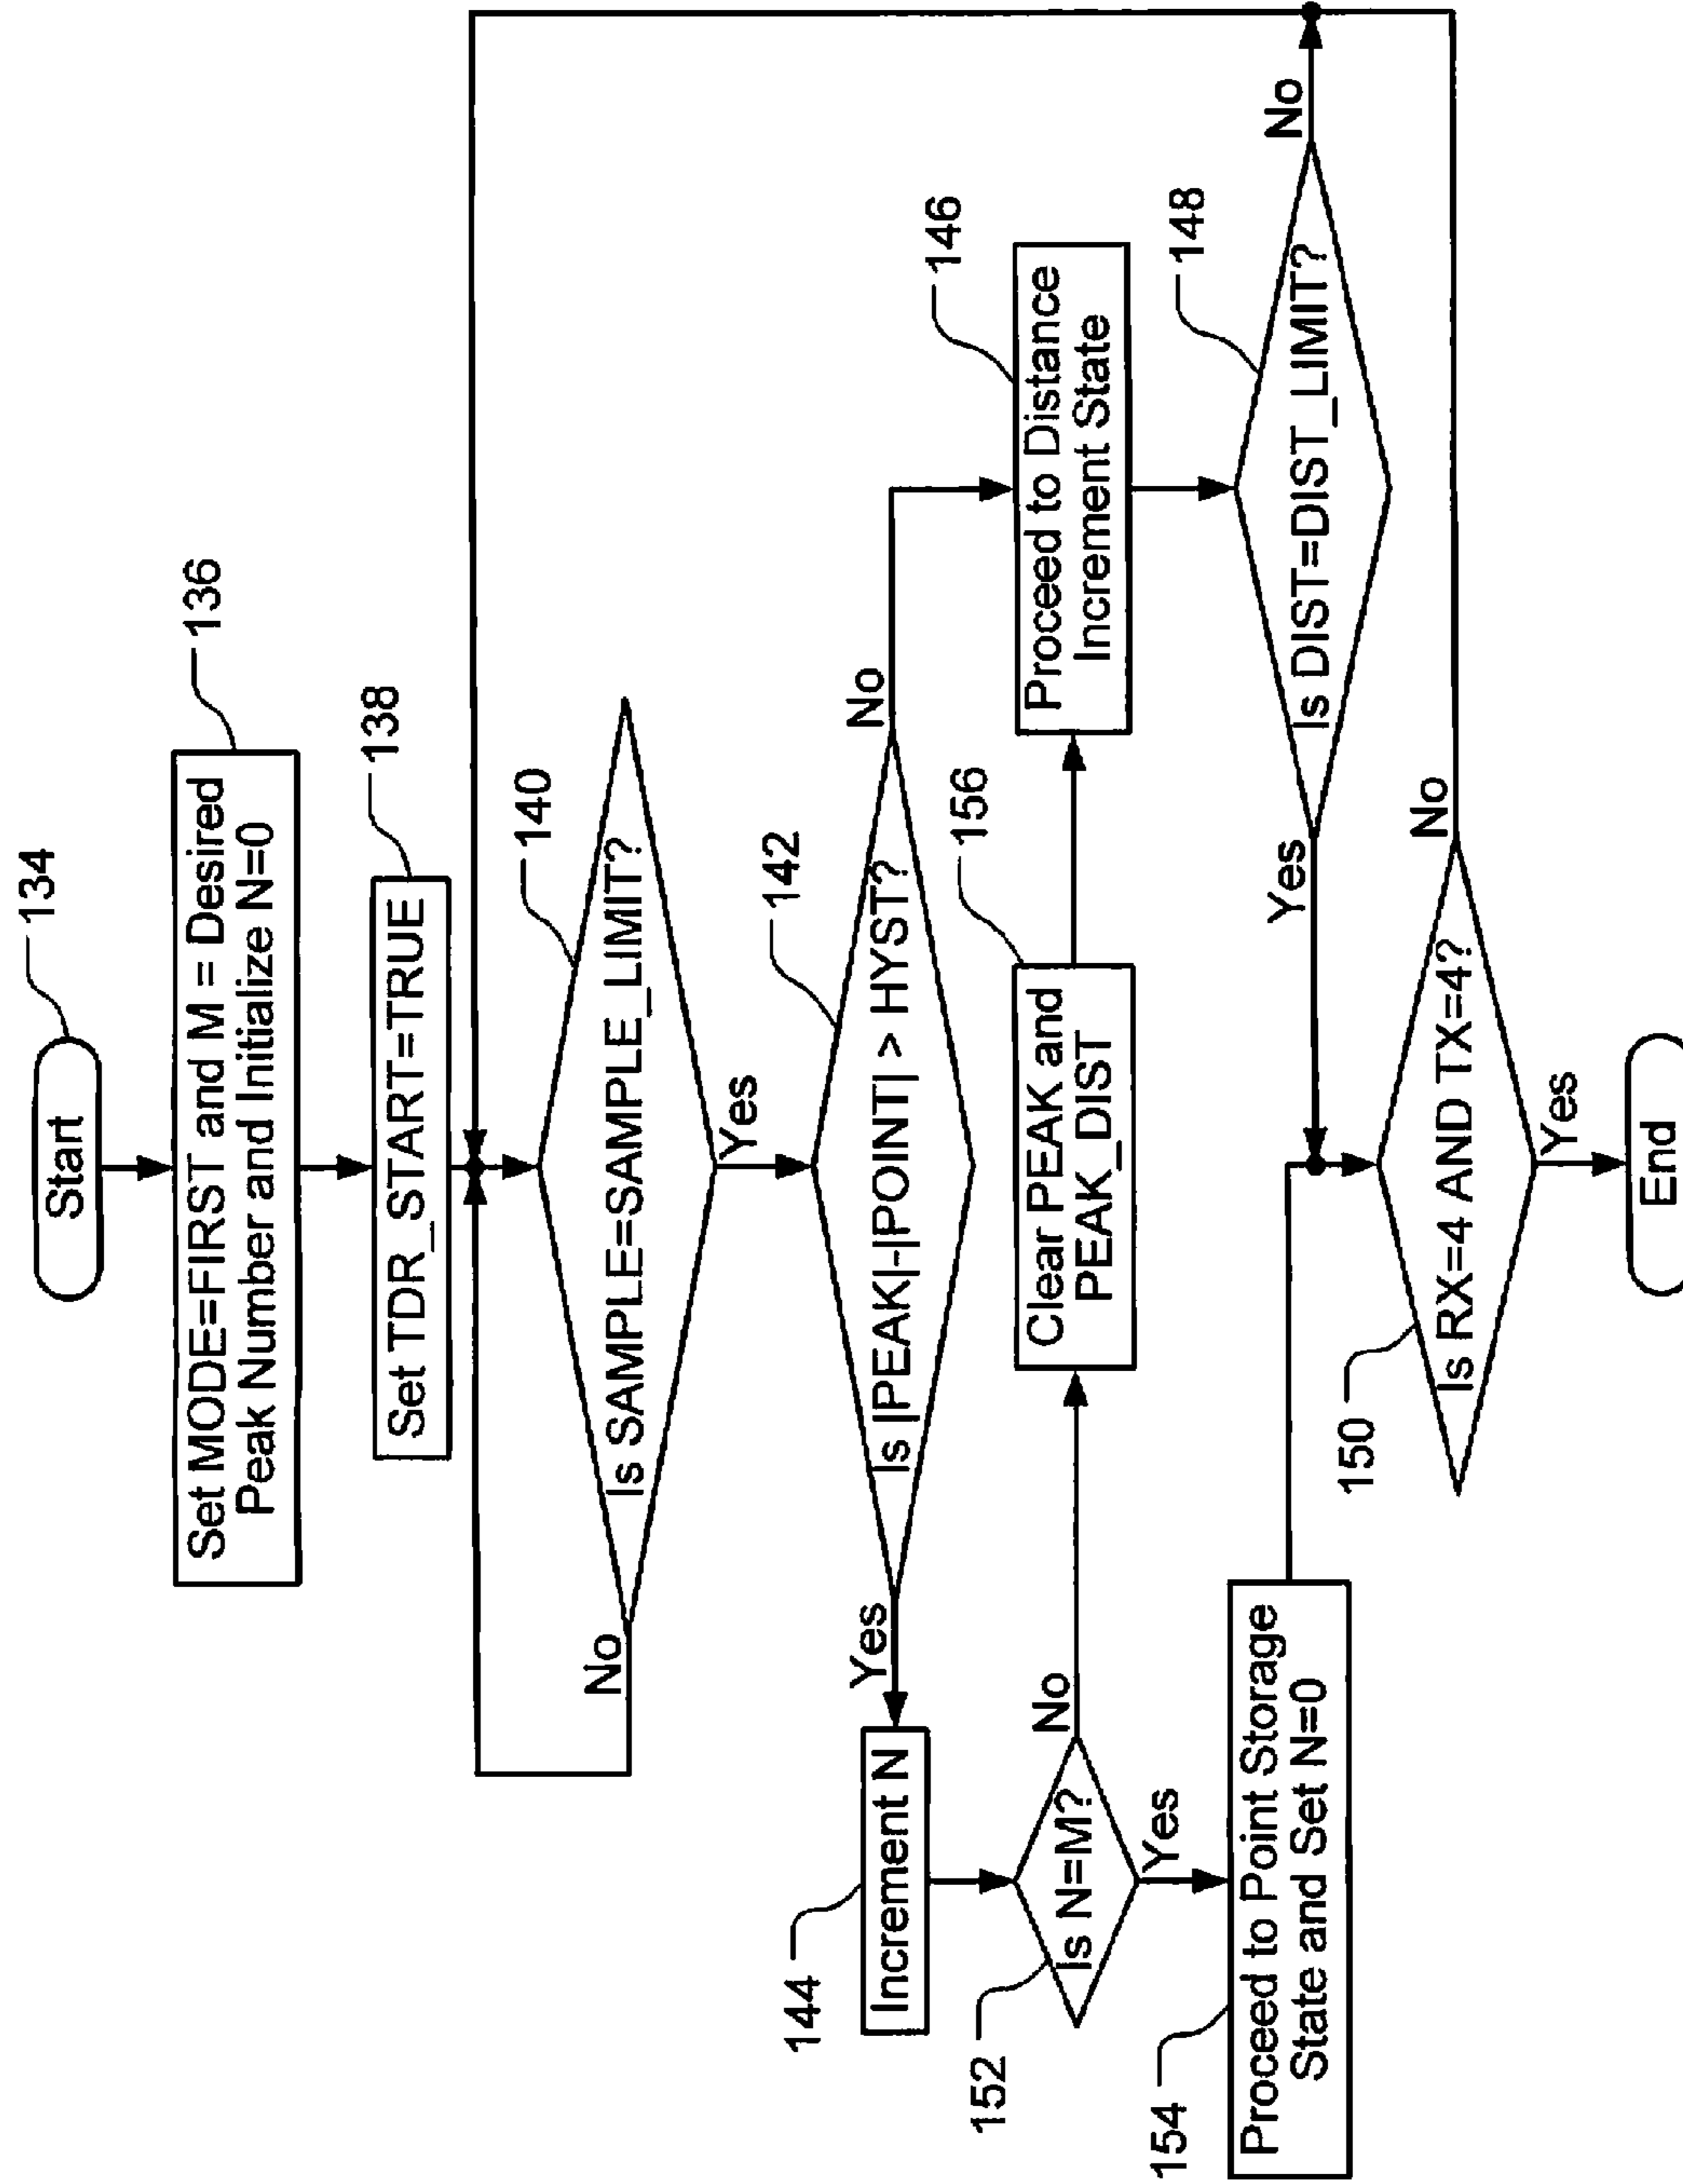 Start
134
Set MODE=FIRST and M = Desired
Peak Number and Initialize N=0
136
Set TDR_START=TRUE
138
Is SAMPLE=SAMPLE_LIMIT?
140
No
Yes
Is |PEAK|-|POINT| > HYST?
142
Yes
No
Increment N
144
Is N=M?
152
No
Yes
Clear PEAK and
PEAK_DIST
156
Proceed to Distance
Increment State
146
Proceed to Point Storage
State and Set N=0
154
Is DIST=DIST_LIMIT?
148
Yes
No
Is RX=4 AND TX=4?
150
No
Yes
End